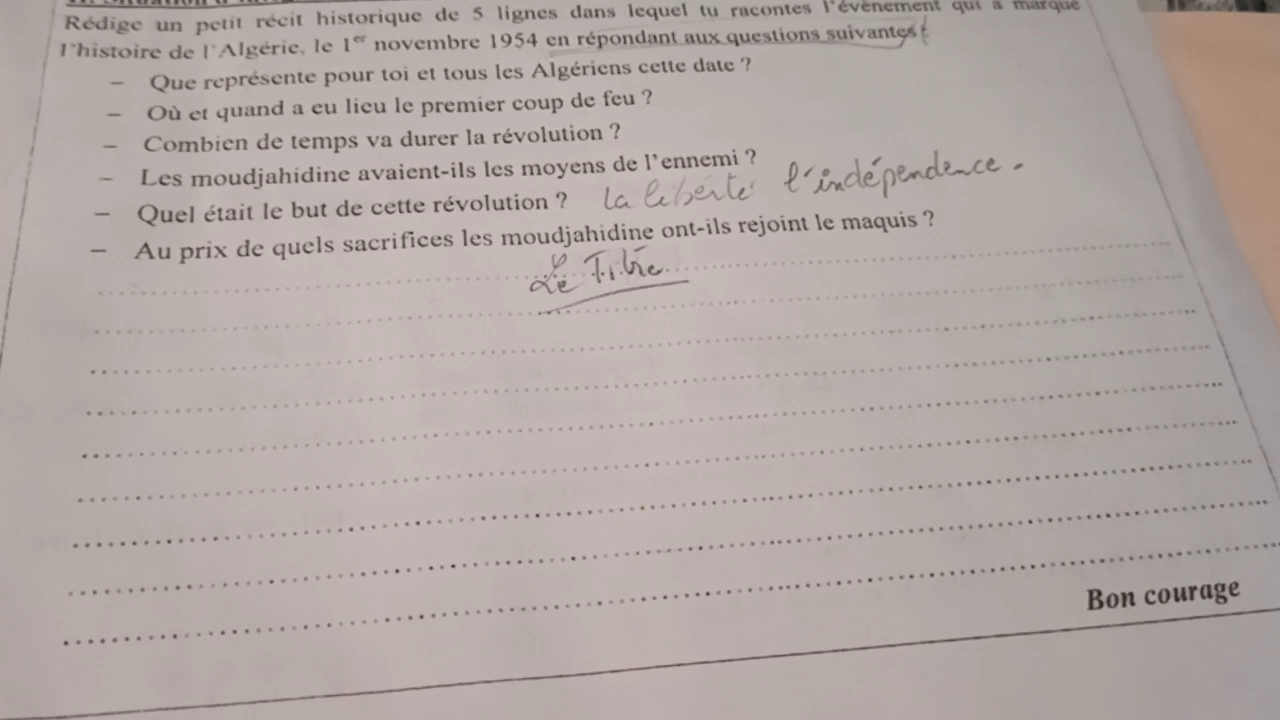 Rédige un petit récit historique de 5 lignes dans lequel tu racontes l'évènement qui a marqué
l'histoire de l'Algérie, le 1er novembre 1954 en répondant aux questions suivantes :
– Que représente pour toi et tous les Algériens cette date ?
– Où et quand a eu lieu le premier coup de feu ?
– Combien de temps va durer la révolution ?
– Les moudjahidine avaient-ils les moyens de l'ennemi ?
– Quel était le but de cette révolution ? la liberté l'indépendence.
– Au prix de quels sacrifices les moudjahidine ont-ils rejoint le maquis ?
Le Titre
Bon courage